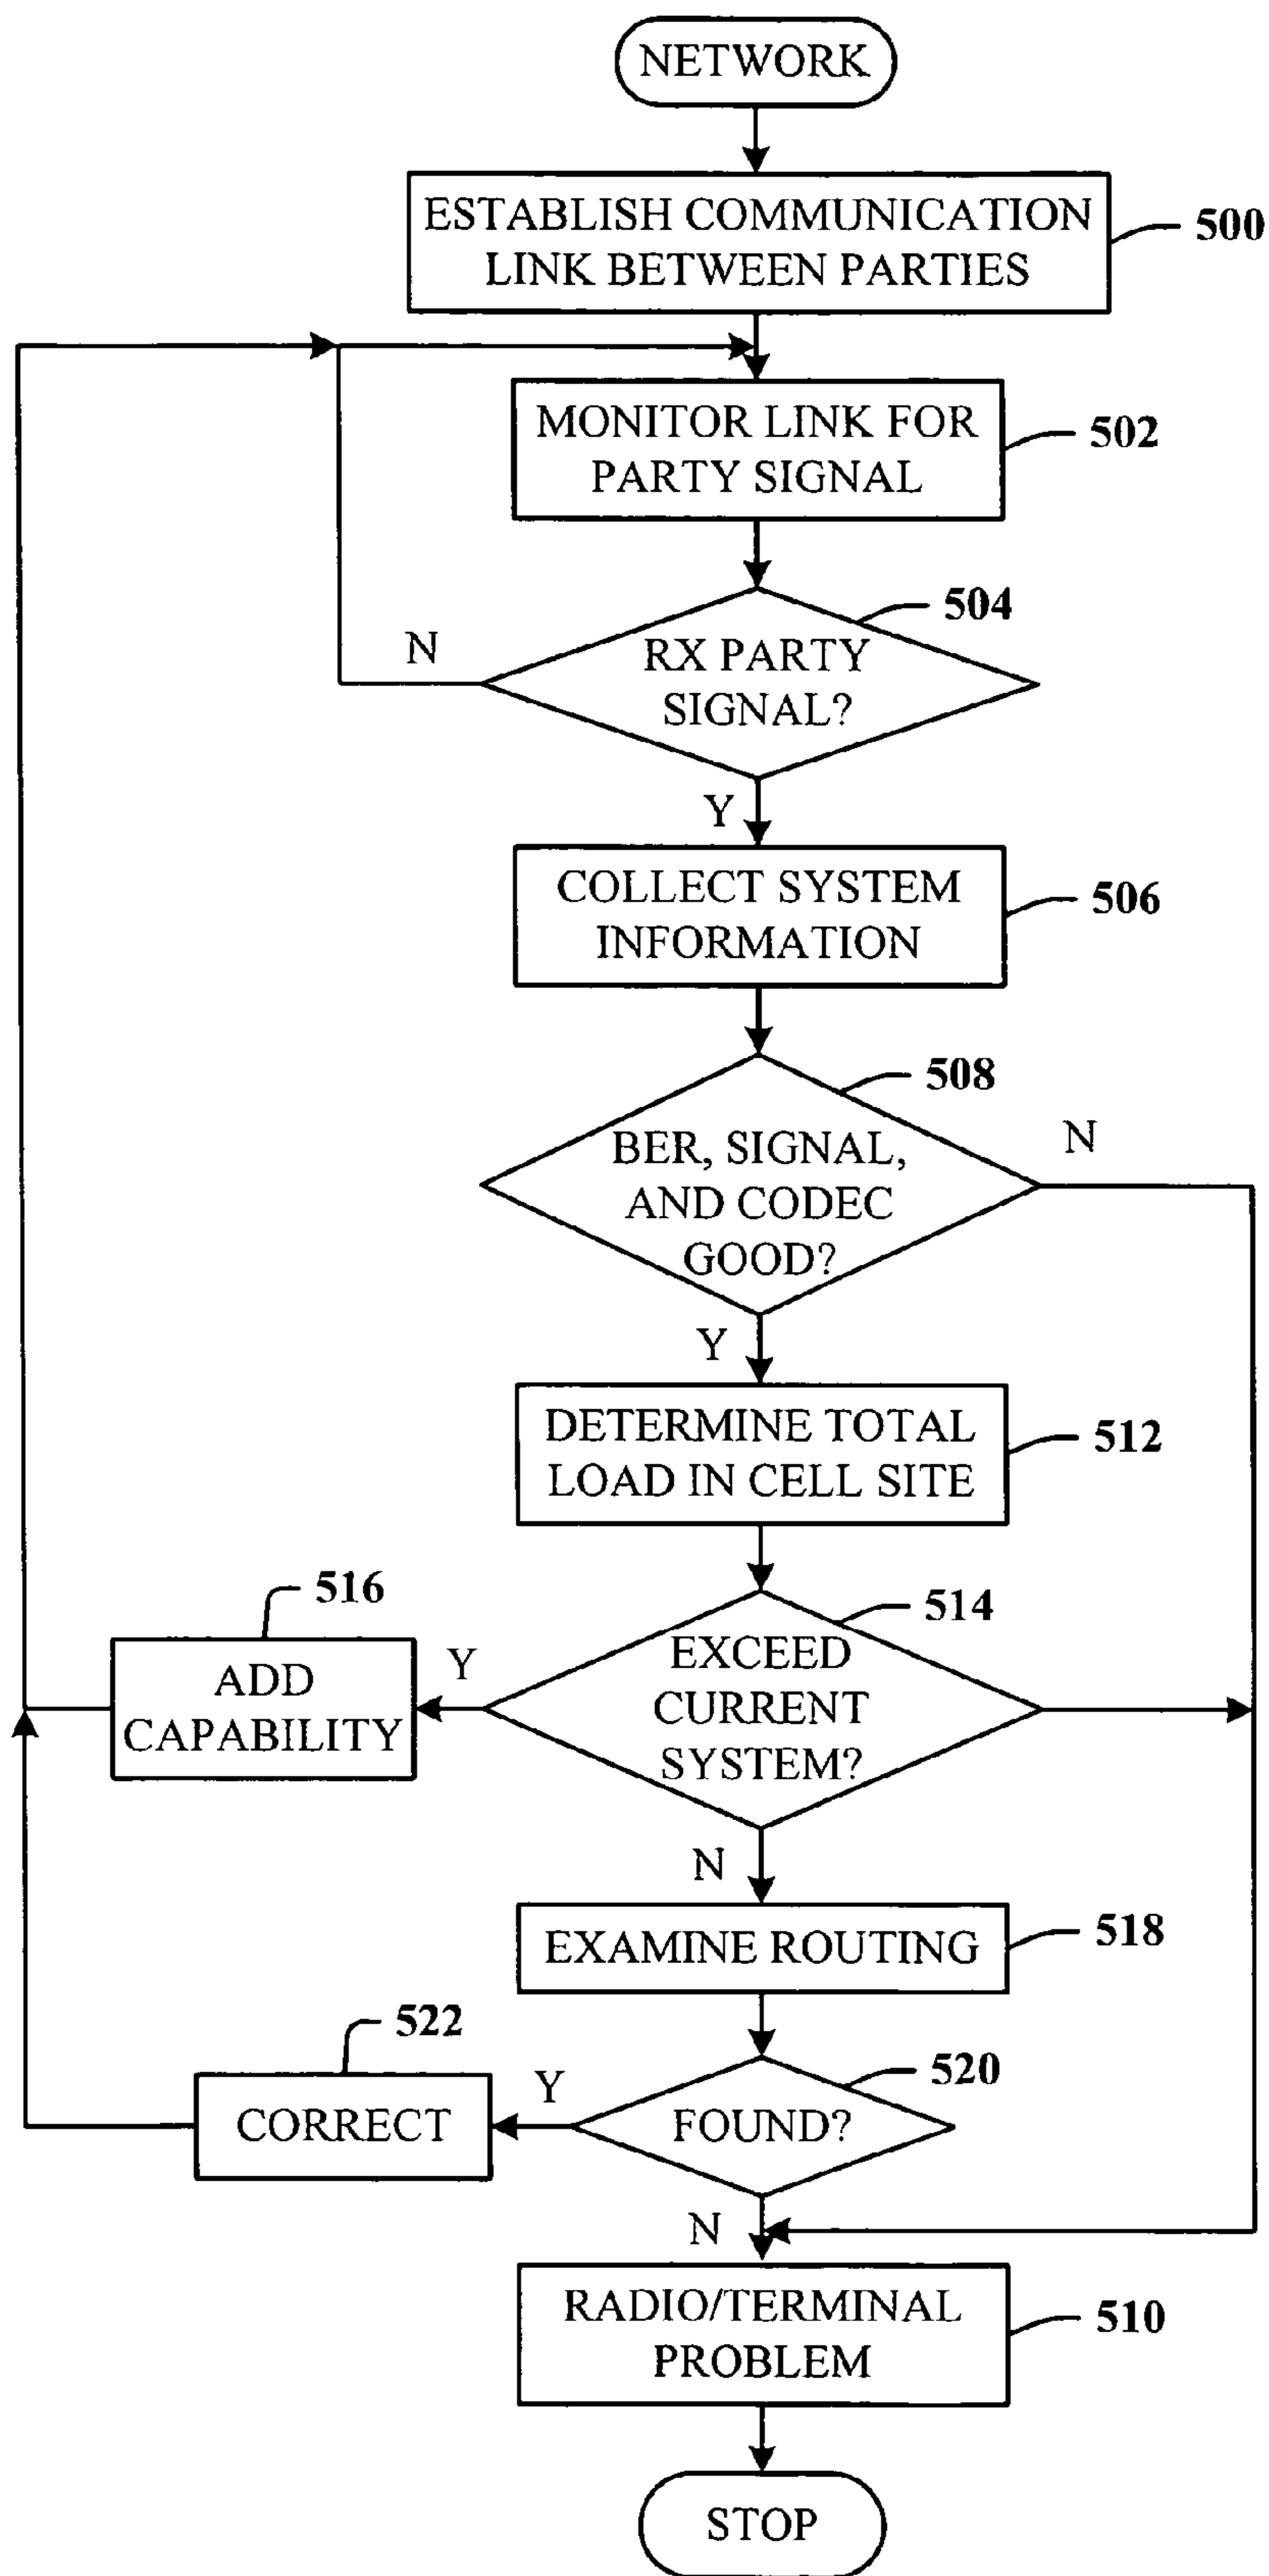 NETWORK
ESTABLISH COMMUNICATION
LINK BETWEEN PARTIES
500
MONITOR LINK FOR
PARTY SIGNAL
502
504
RX PARTY
SIGNAL?
N
Y
COLLECT SYSTEM
INFORMATION
506
508
BER, SIGNAL,
AND CODEC
GOOD?
N
Y
DETERMINE TOTAL
LOAD IN CELL SITE
512
514
EXCEED
CURRENT
SYSTEM?
Y
516
ADD
CAPABILITY
N
EXAMINE ROUTING
518
520
FOUND?
Y
522
CORRECT
N
RADIO/TERMINAL
PROBLEM
510
STOP